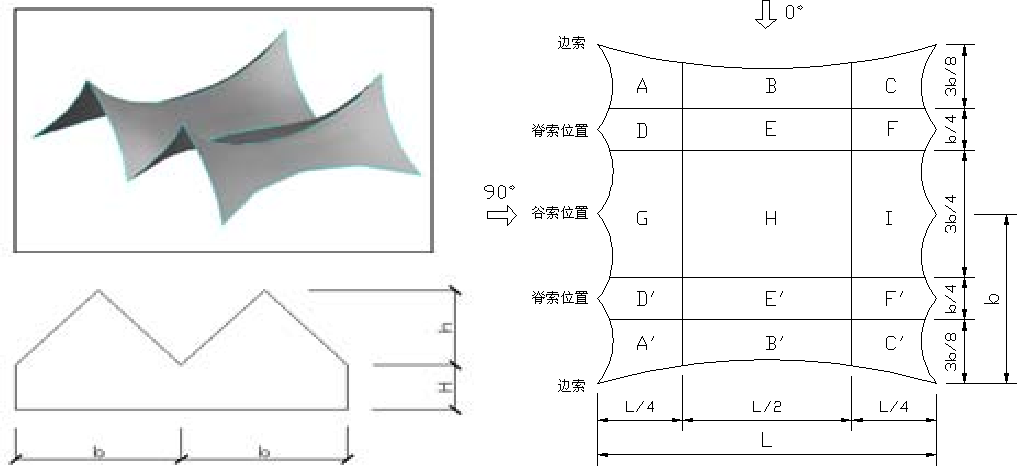 0°
边索
A B C
3b/8
脊索位置
D E F
b/4
90°
谷索位置
G H I
3b/4
b
脊索位置
D′ E′ F′
b/4
A′ B′ C′
3b/8
边索
L/4 L/2 L/4
L
h
H
b b